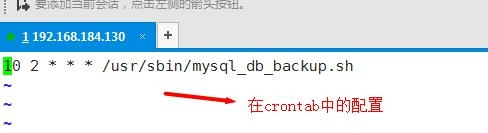 要添加当前会话，点击左侧的箭头按钮。
1 192.168.184.130
10 2 * * * /usr/sbin/mysql_db_backup.sh
~
~
~
在crontab中的配置